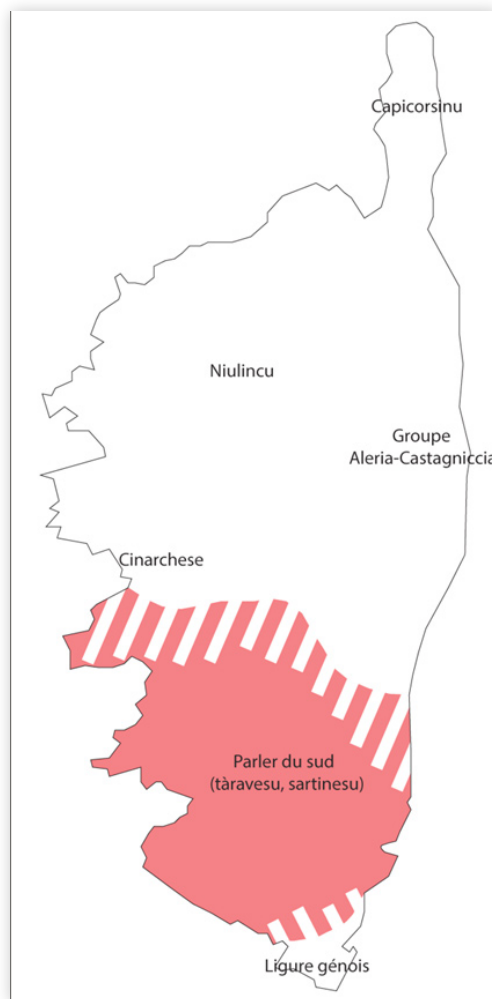 Capicorsinu
Niulincu
Groupe
Aleria-Castagniccia
Cinarchese
Parler du sud
(tàravesu, sartinesu)
Ligure génois